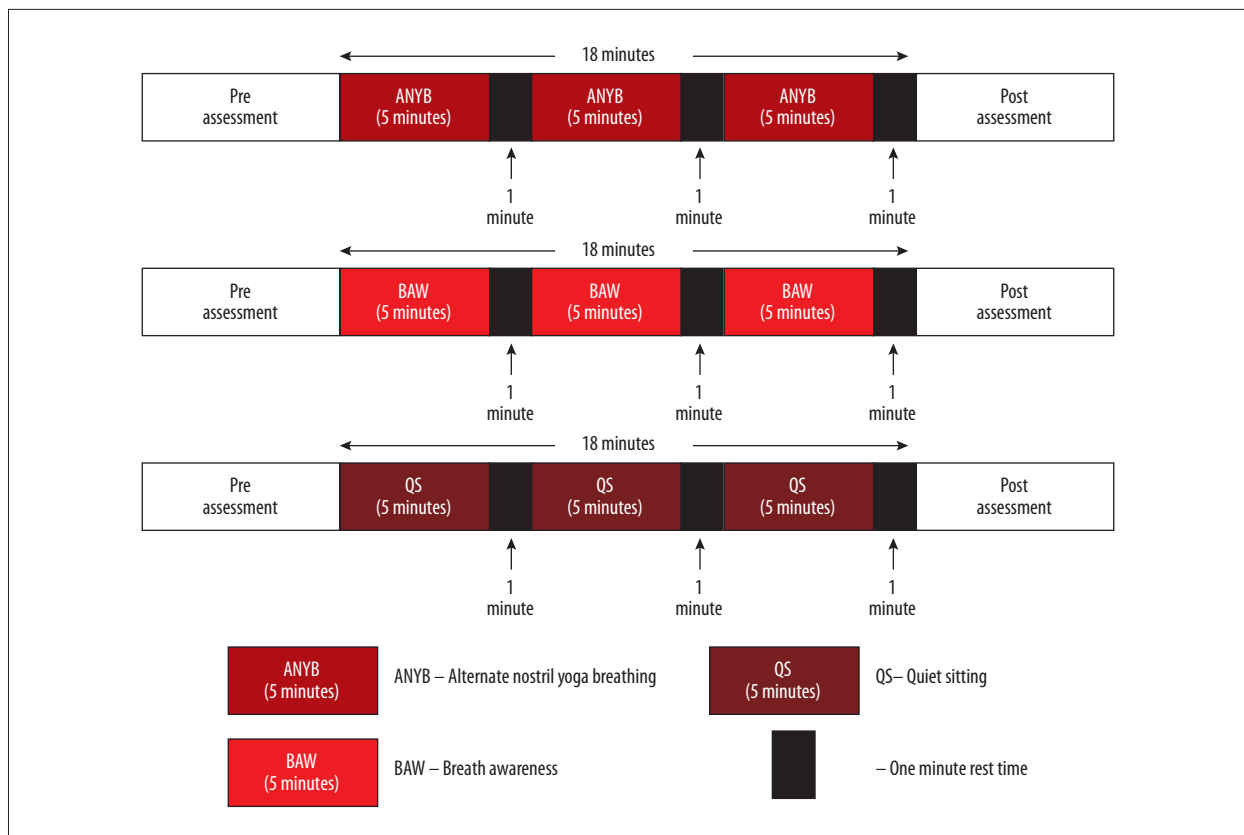 18 minutes
Pre
assessment
ANYB
(5 minutes)
ANYB
(5 minutes)
ANYB
(5 minutes)
Post
assessment
1
minute
1
minute
1
minute
18 minutes
Pre
assessment
BAW
(5 minutes)
BAW
(5 minutes)
BAW
(5 minutes)
Post
assessment
1
minute
1
minute
1
minute
18 minutes
Pre
assessment
QS
(5 minutes)
QS
(5 minutes)
QS
(5 minutes)
Post
assessment
1
minute
1
minute
1
minute
ANYB
(5 minutes)
ANYB – Alternate nostril yoga breathing
QS
(5 minutes)
QS– Quiet sitting
BAW
(5 minutes)
BAW – Breath awareness
– One minute rest time